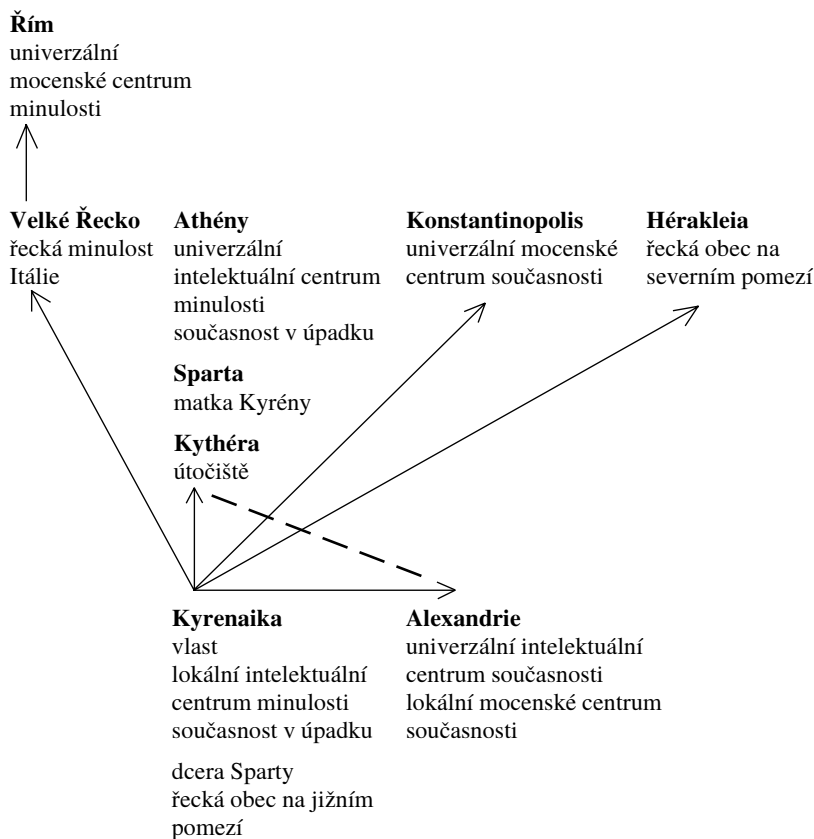 Řím
univerzální
mocenské centrum
minulosti
Velké Řecko
řecká minulost
Itálie
Athény
univerzální
intelektuální centrum
minulosti
současnost v úpadku
Sparta
matka Kyrény
Kythéra
útočiště
Konstantinopolis
univerzální mocenské
centrum současnosti
Hérakleia
řecká obec na
severním pomezí
Kyrenaika
vlast
lokální intelektuální
centrum minulosti
současnost v úpadku
dcera Sparty
řecká obec na jižním
pomezí
Alexandrie
univerzální intelektuální
centrum současnosti
lokální mocenské centrum
současnosti